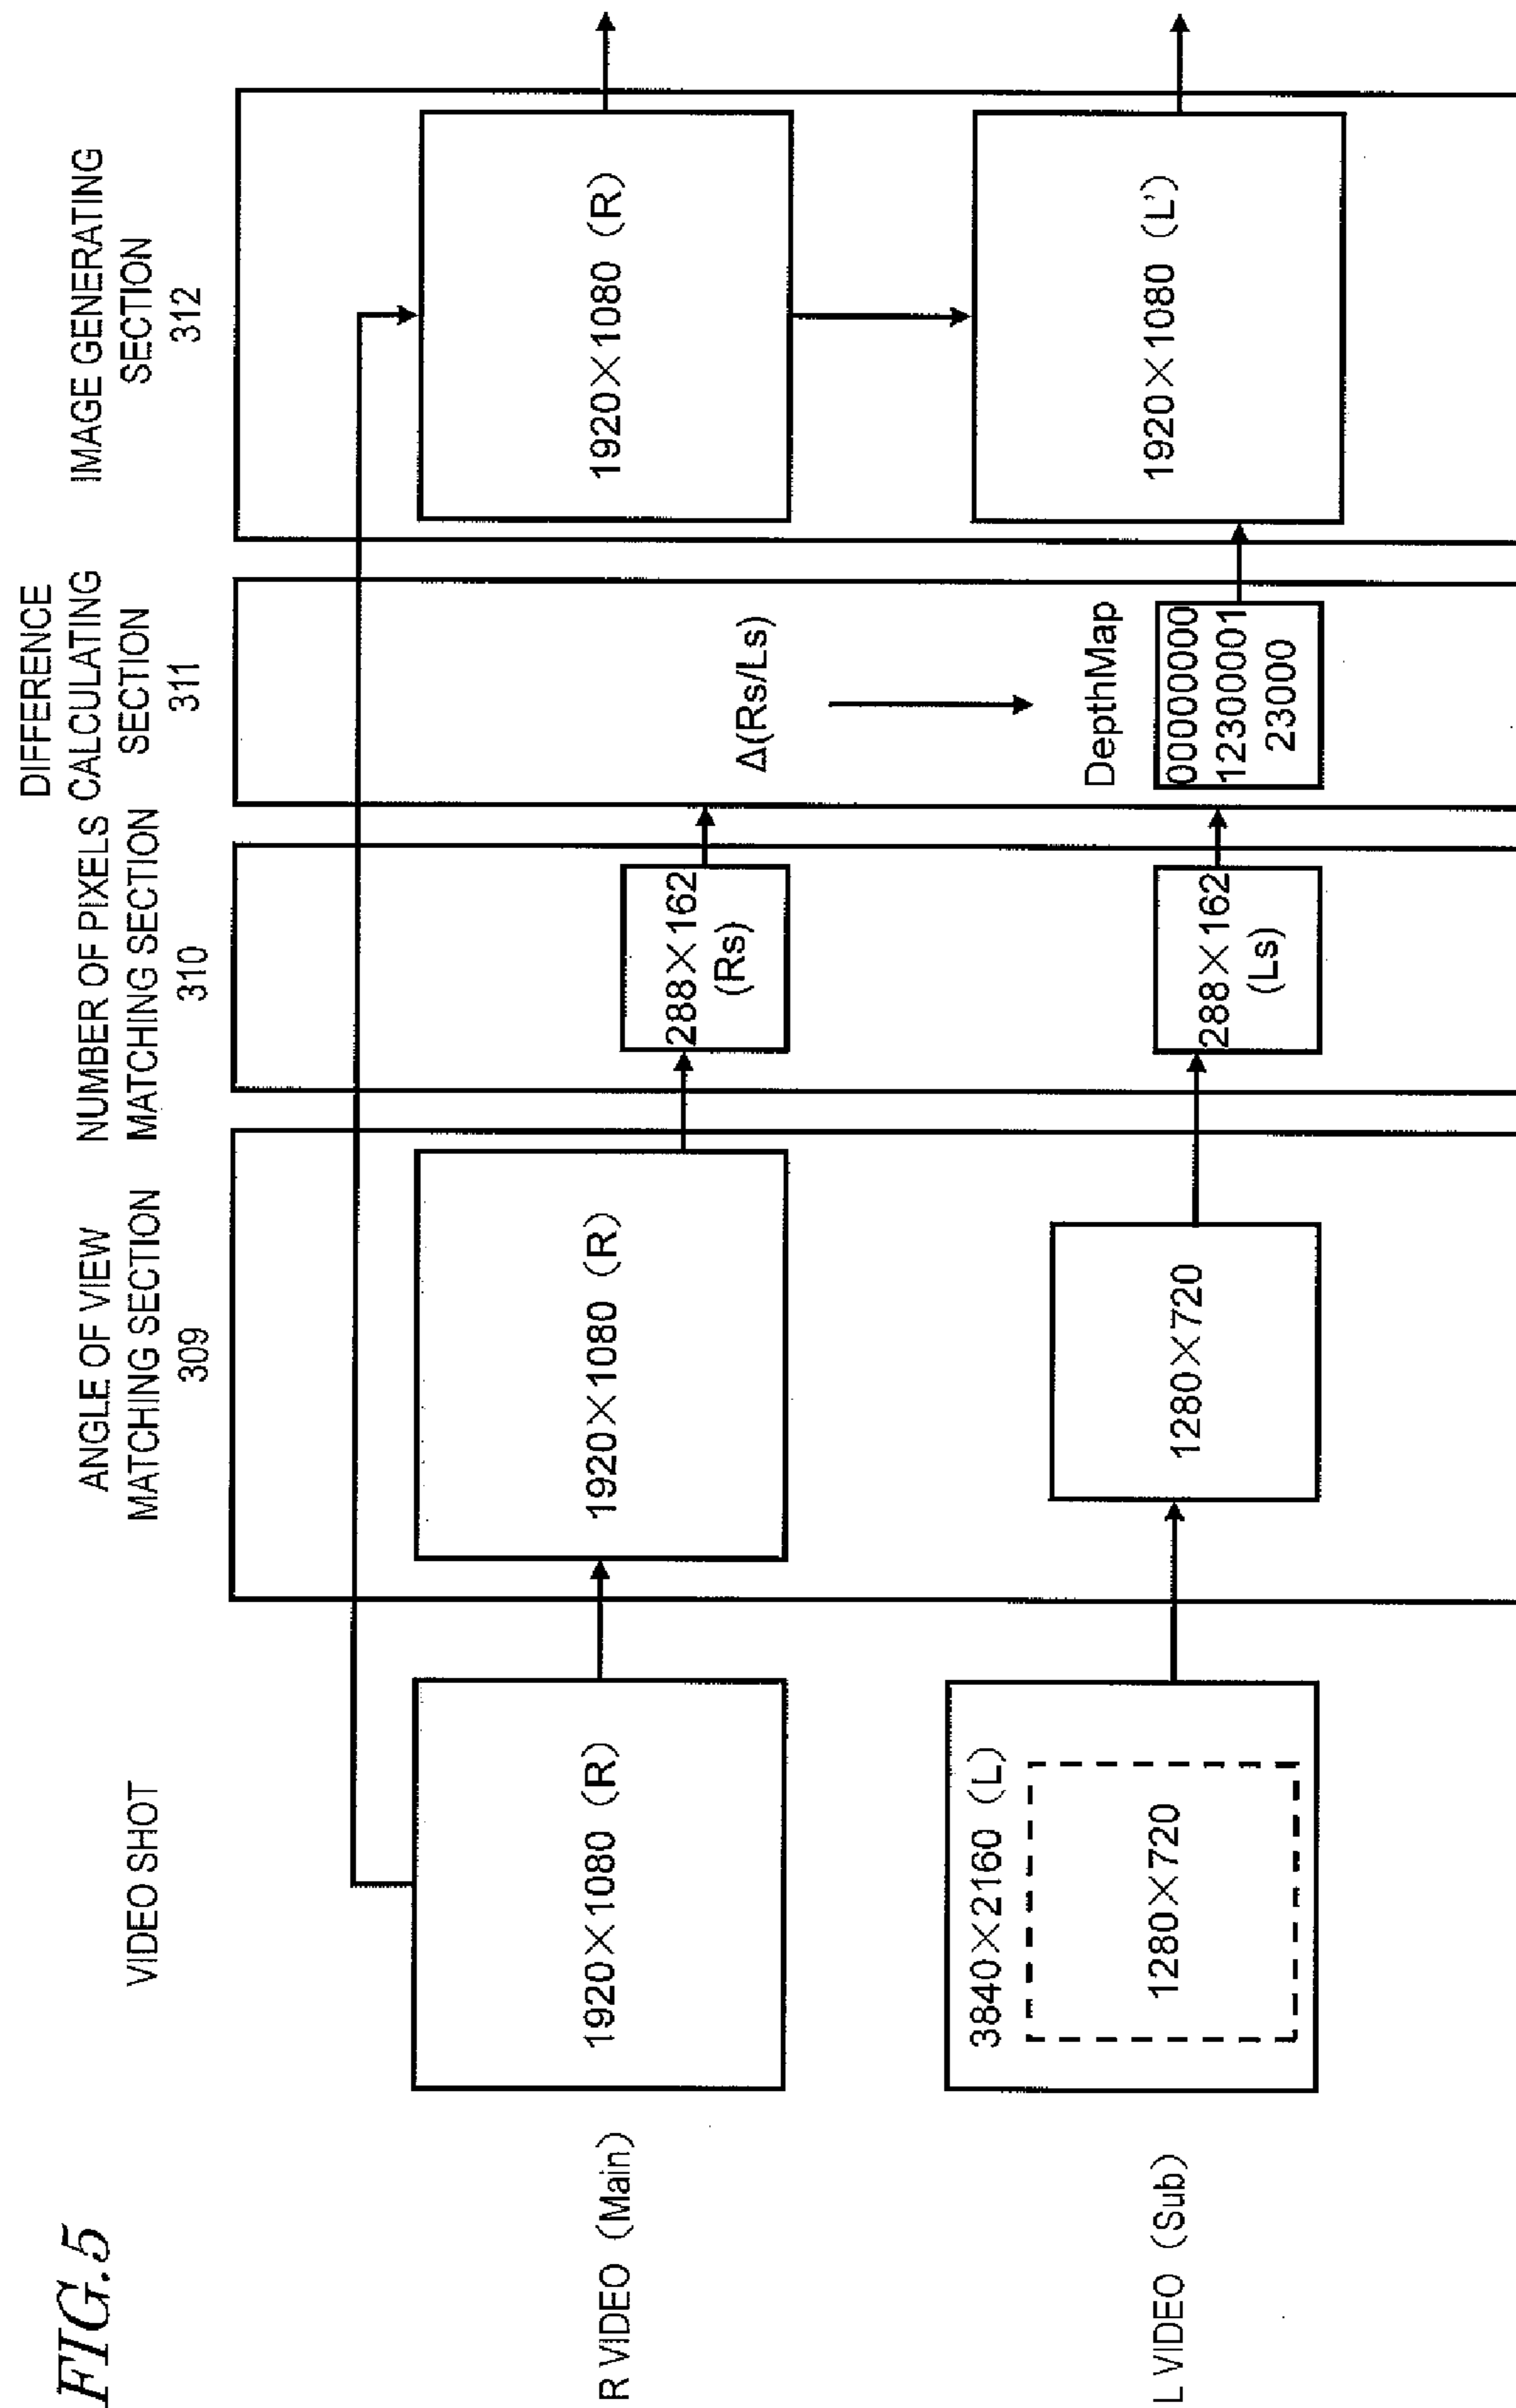 FIG.5
VIDEO SHOT
ANGLE OF VIEW
MATCHING SECTION
309
NUMBER OF PIXELS
MATCHING SECTION
310
DIFFERENCE
CALCULATING
SECTION
311
IMAGE GENERATING
SECTION
312
R VIDEO (Main)
1920×1080 (R)
1920×1080 (R)
288×162
(Rs)
Δ(Rs/Ls)
1920×1080 (R)
L VIDEO (Sub)
3840×2160 (L)
1280×720
1280×720
288×162
(Ls)
DepthMap
00000000
12300001
23000
1920×1080 (L')